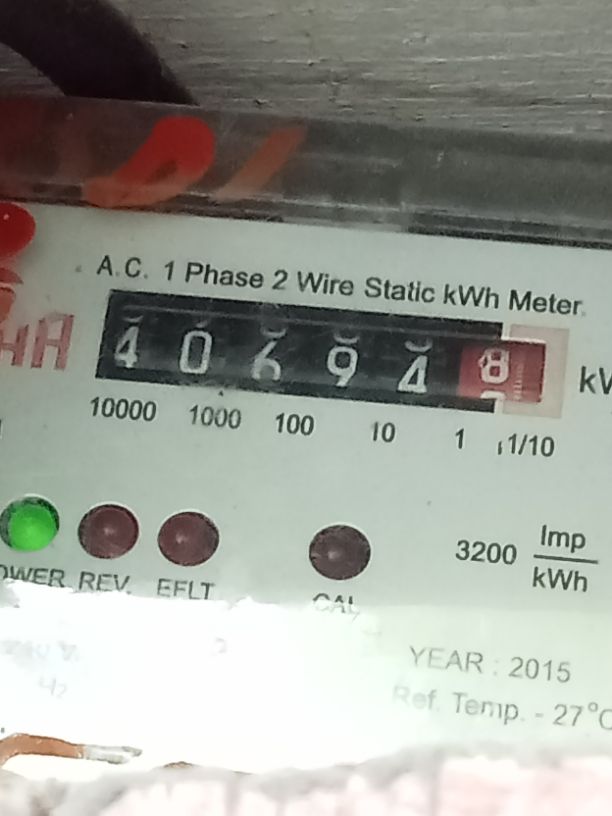 A.C. 1 Phase 2 Wire Static kWh Meter
4 0 6 9 4 8
10000 1000 100 10 1 1/10
3200 Imp/kWh
REV. EFLT CAL
YEAR : 2015
Ref. Temp. - 27°C